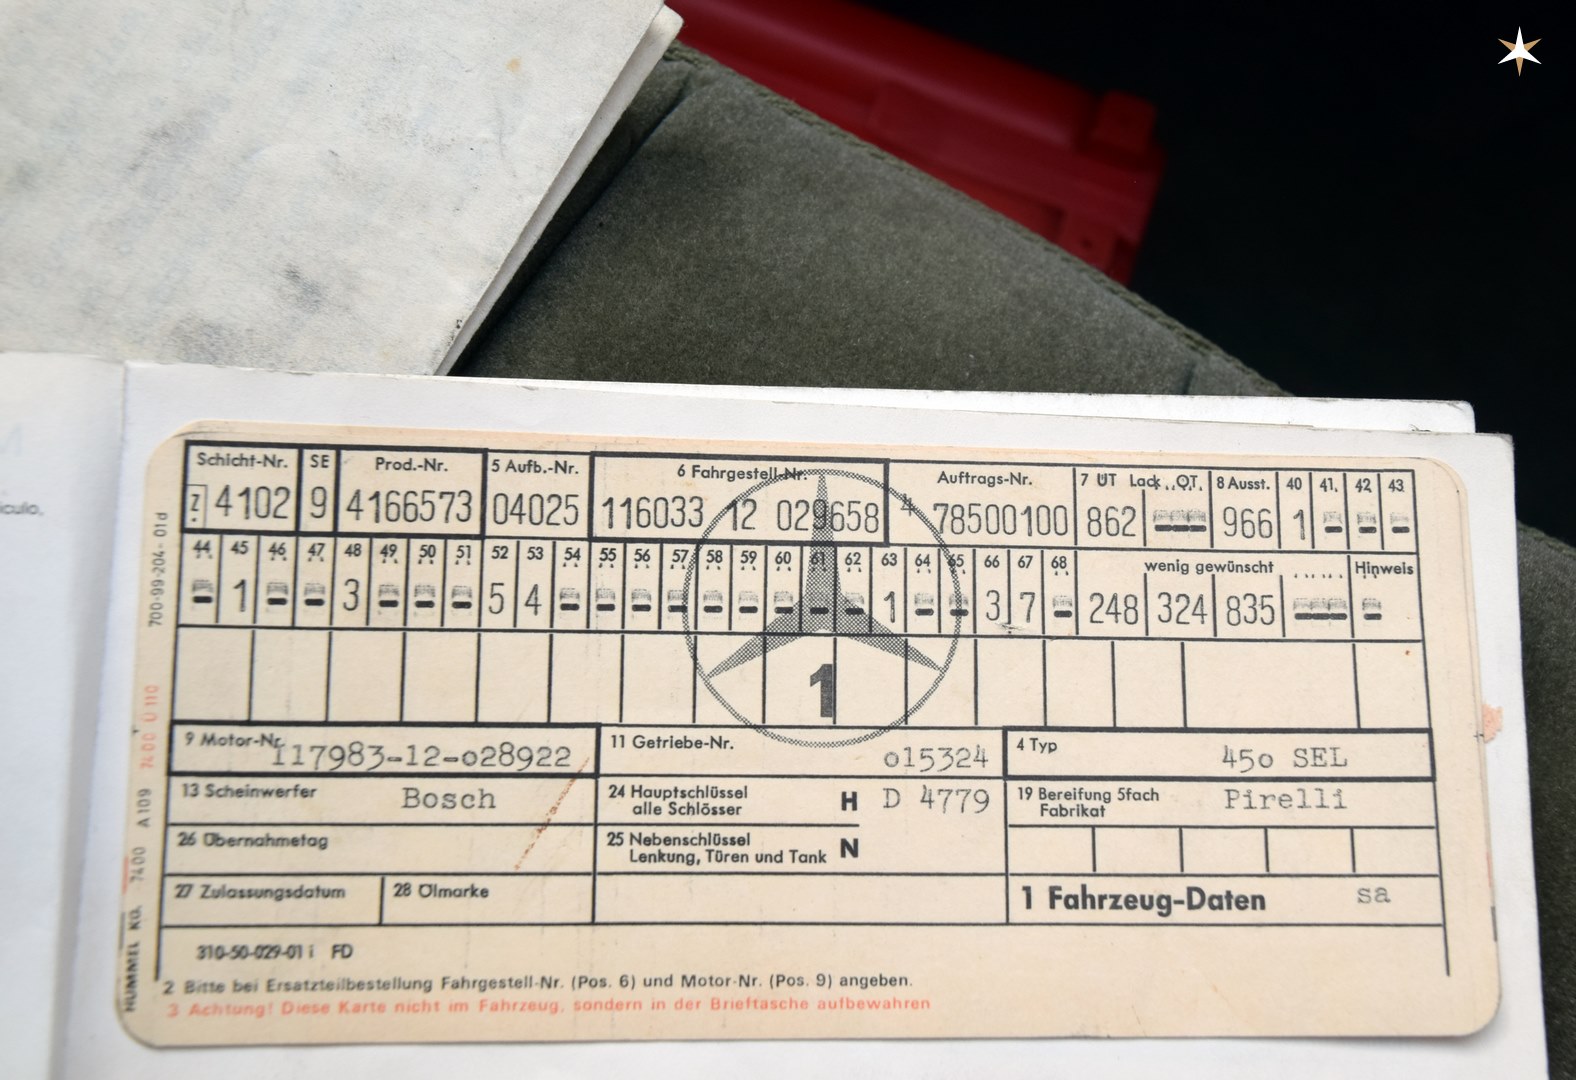 iculo,
Schicht-Nr. SE Prod.-Nr. 5 Aufb.-Nr. 6 Fahrgestell-Nr. Auftrags-Nr. 7 UT Lack OT. 8 Ausst. 40 41 42 43
Z 4102 9 4166573 04025 116033 12 029658 4 78500100 862 966 1 - - -
44 45 46 47 48 49 50 51 52 53 54 55 56 57 58 59 60 61 62 63 64 65 66 67 68 wenig gewünscht Hinweis
- 1 - - 3 - - - 5 4 - - - - - - - - - 1 - - 3 7 - 248 324 835 --- -
1
9 Motor-Nr. 117983-12-o28922 11 Getriebe-Nr. o15324 4 Typ 45o SEL
13 Scheinwerfer Bosch 24 Hauptschlüssel H D 4779 19 Bereifung 5fach Pirelli
alle Schlösser Fabrikat
26 Übernahmetag 25 Nebenschlüssel N
Lenkung, Türen und Tank
27 Zulassungsdatum 28 Ölmarke 1 Fahrzeug-Daten sa
310-50-029-01 i FD
2 Bitte bei Ersatzteilbestellung Fahrgestell-Nr. (Pos. 6) und Motor-Nr. (Pos. 9) angeben.
3 Achtung! Diese Karte nicht im Fahrzeug, sondern in der Brieftasche aufbewahren
HUMMEL KG. 7400 A109 7400 Ü 110 700-99-204- 01d